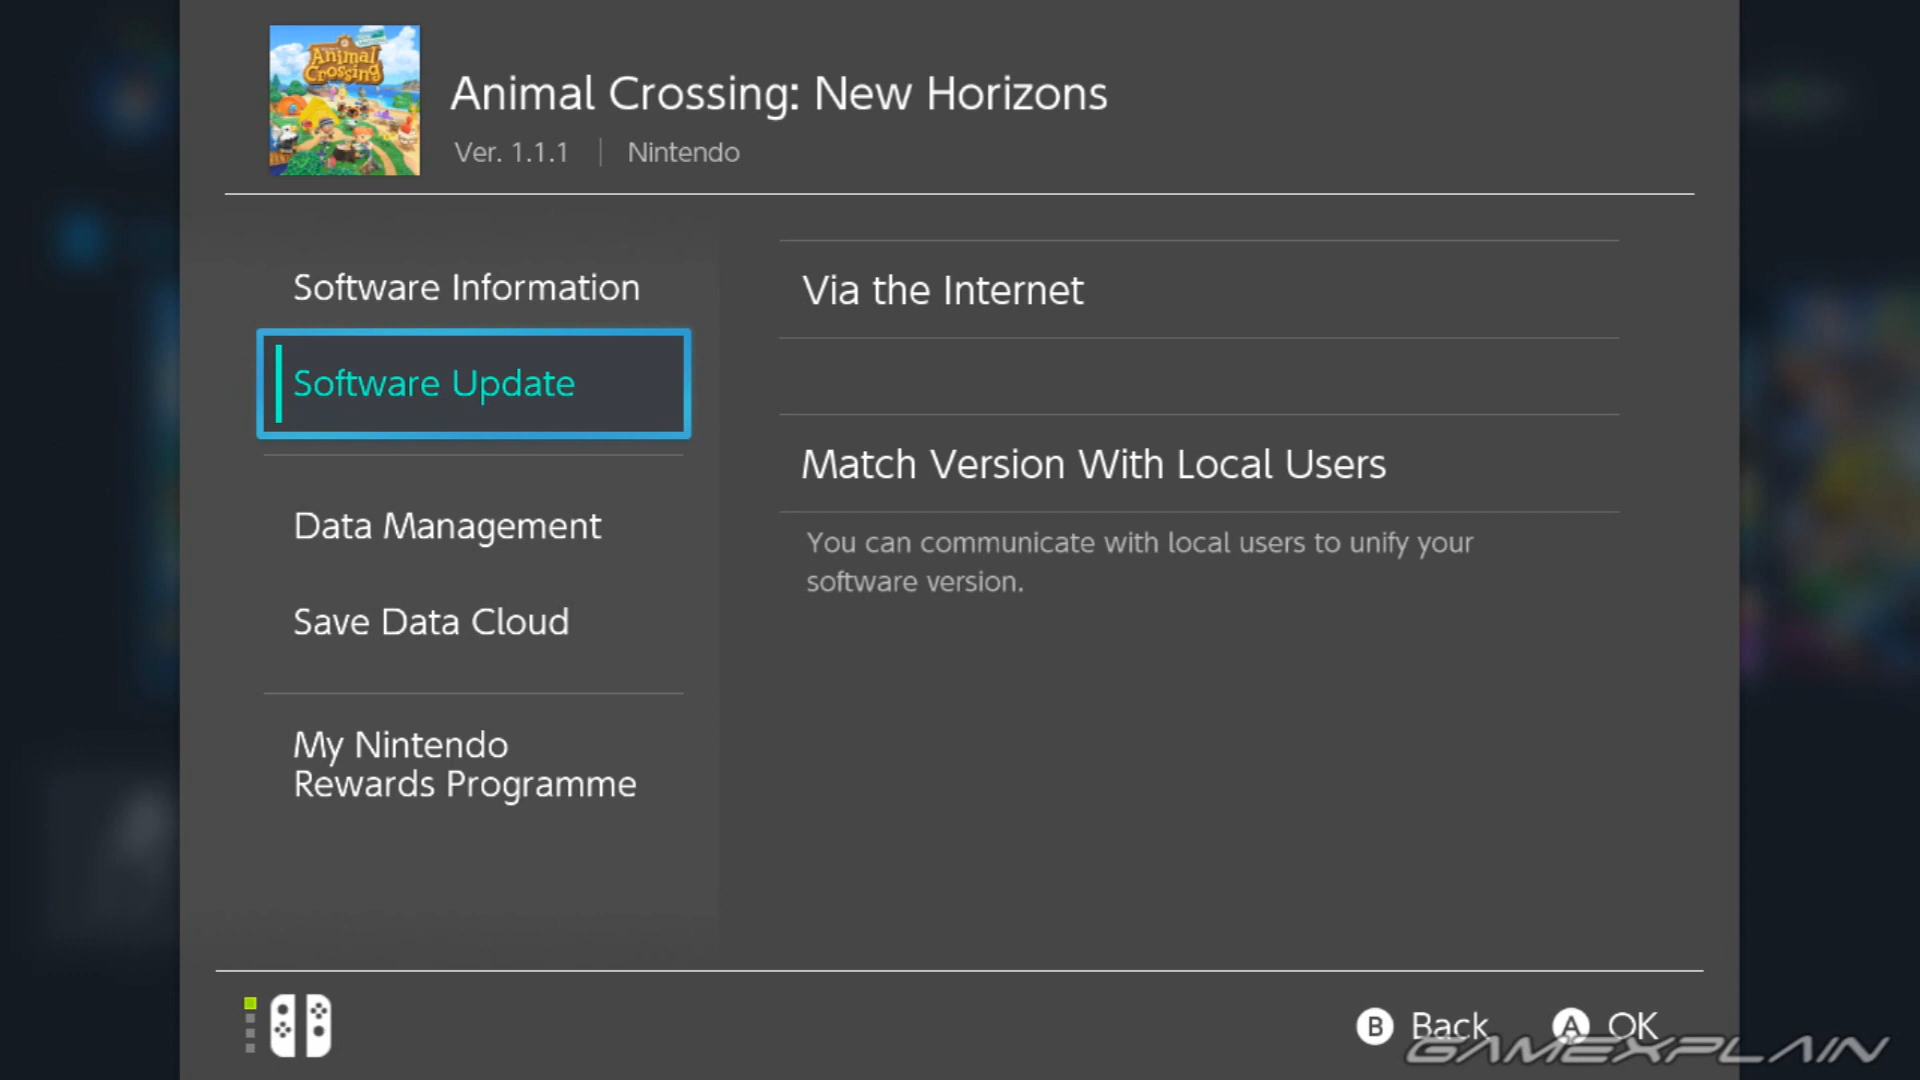 Animal Crossing
Animal Crossing: New Horizons
Ver. 1.1.1 | Nintendo
Software Information
Software Update
Data Management
Save Data Cloud
My Nintendo
Rewards Programme
Via the Internet
Match Version With Local Users
You can communicate with local users to unify your
software version.
B Back A OK
GAMEXPLAIN